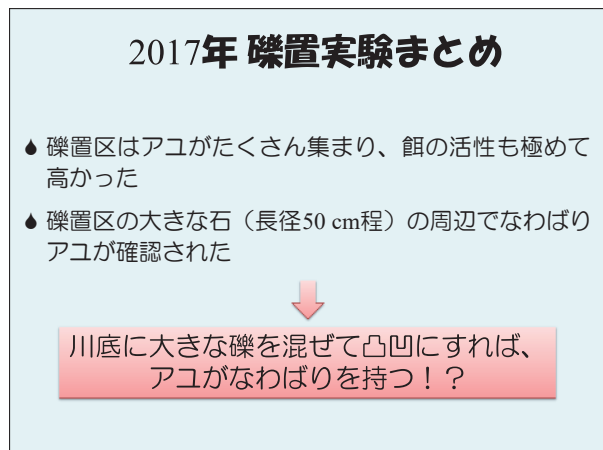 2017年 礫置実験まとめ
礫置区はアユがたくさん集まり、餌の活性も極めて
高かった
礫置区の大きな石（長径50 cm程）の周辺でなわばり
アユが確認された
川底に大きな礫を混ぜて凸凹にすれば、
アユがなわばりを持つ！？